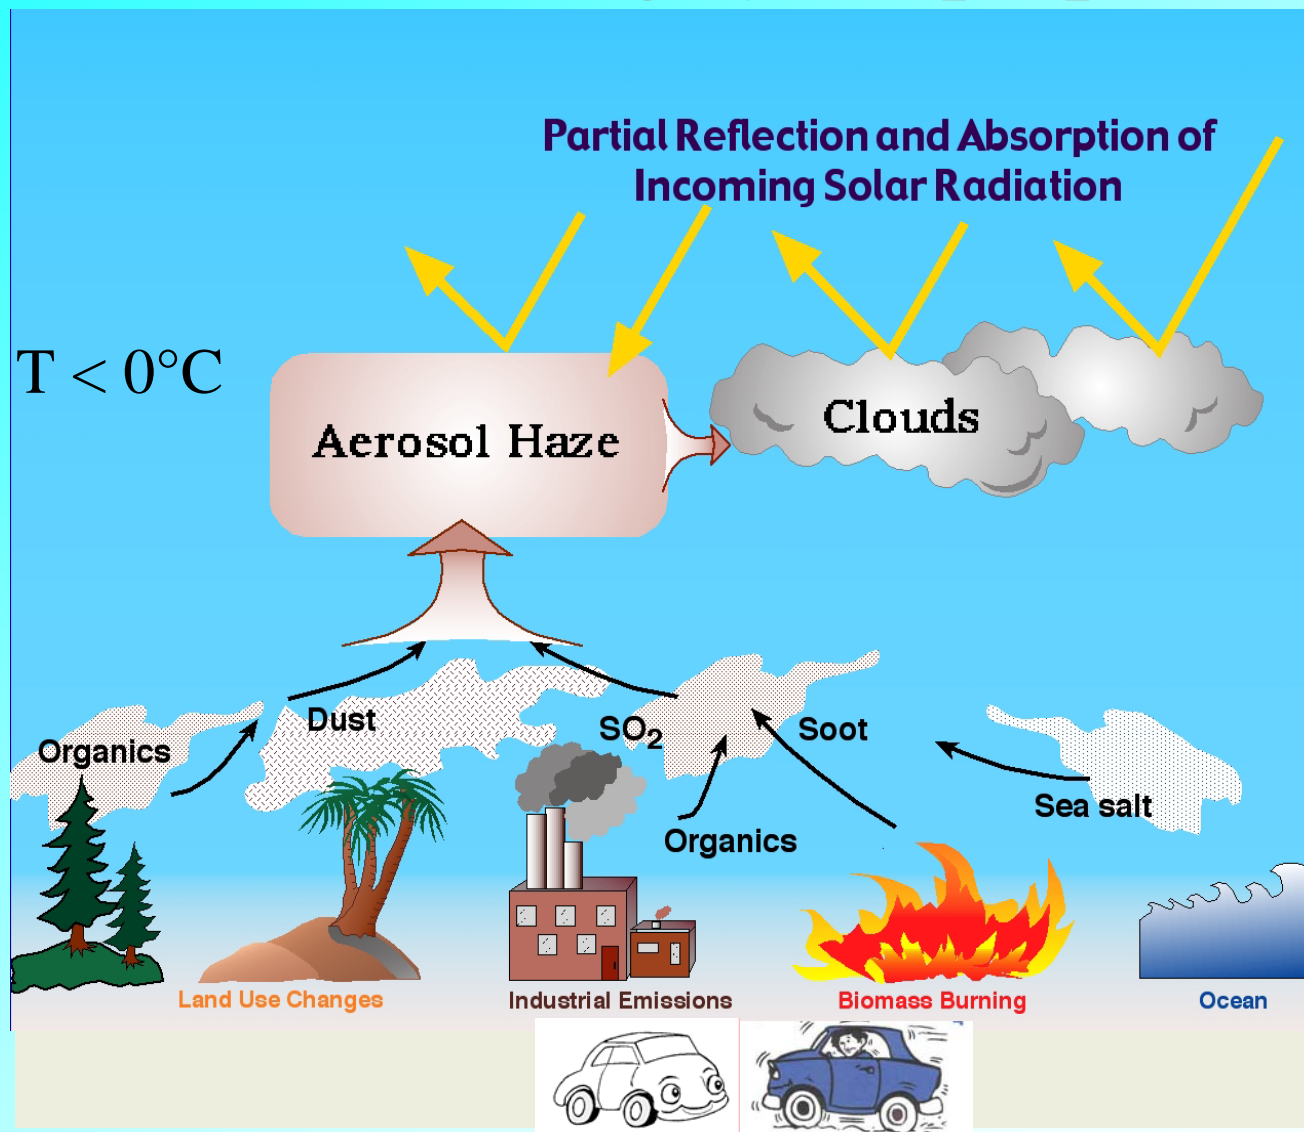 Partial Reflection and Absorption of
Incoming Solar Radiation
T < 0°C
Aerosol Haze
Clouds
Organics
Dust
SO₂
Soot
Organics
Sea salt
Land Use Changes
Industrial Emissions
Biomass Burning
Ocean